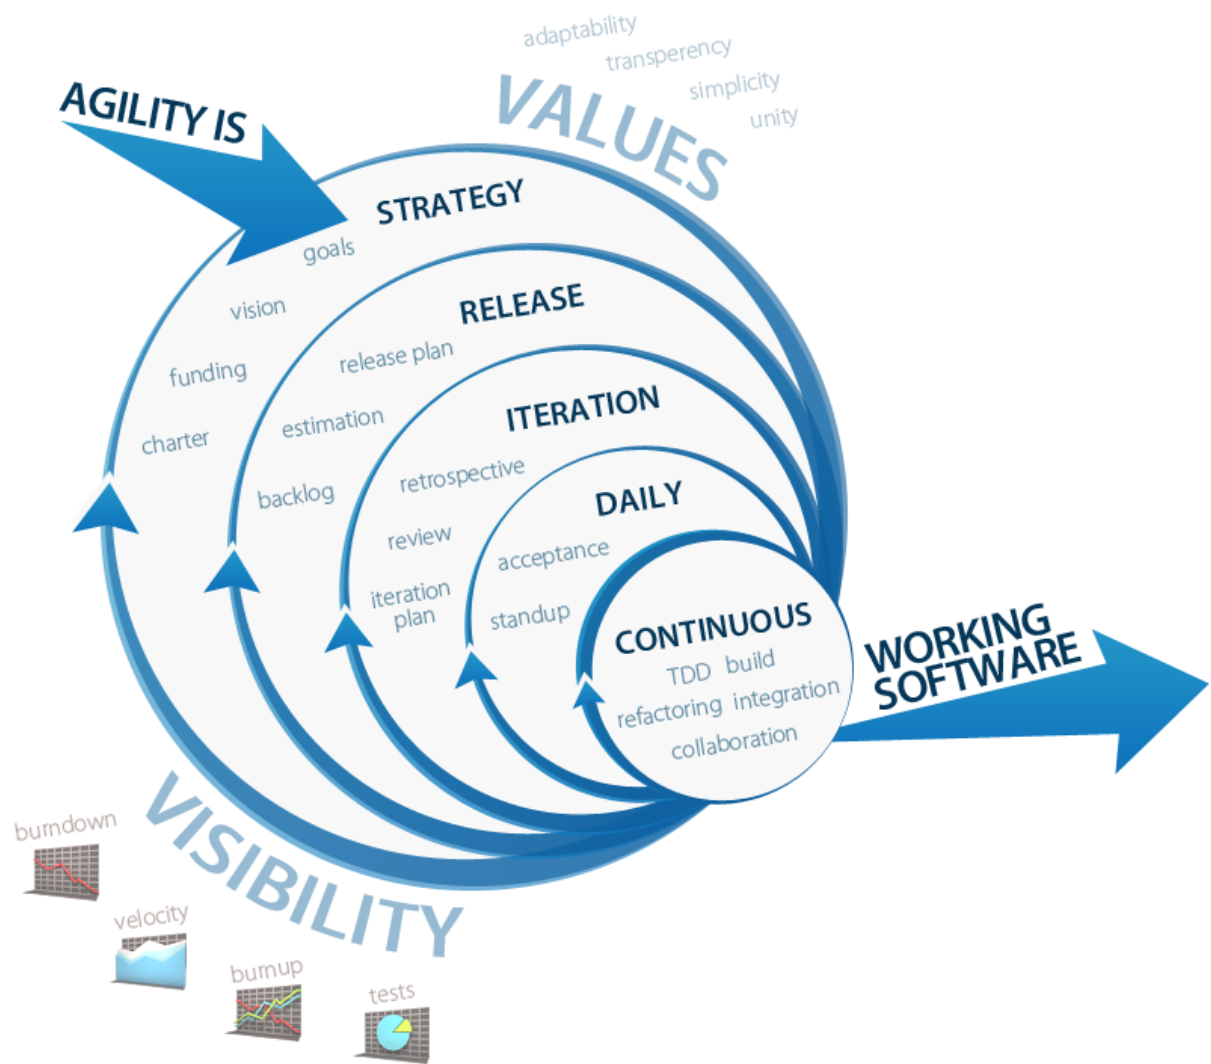 adaptability
transperency
simplicity
unity
VALUES
AGILITY IS
STRATEGY
goals
vision
funding
charter
RELEASE
release plan
estimation
backlog
ITERATION
retrospective
review
iteration
plan
DAILY
acceptance
standup
CONTINUOUS
TDD build
refactoring integration
collaboration
WORKING
SOFTWARE
VISIBILITY
burndown
velocity
burnup
tests